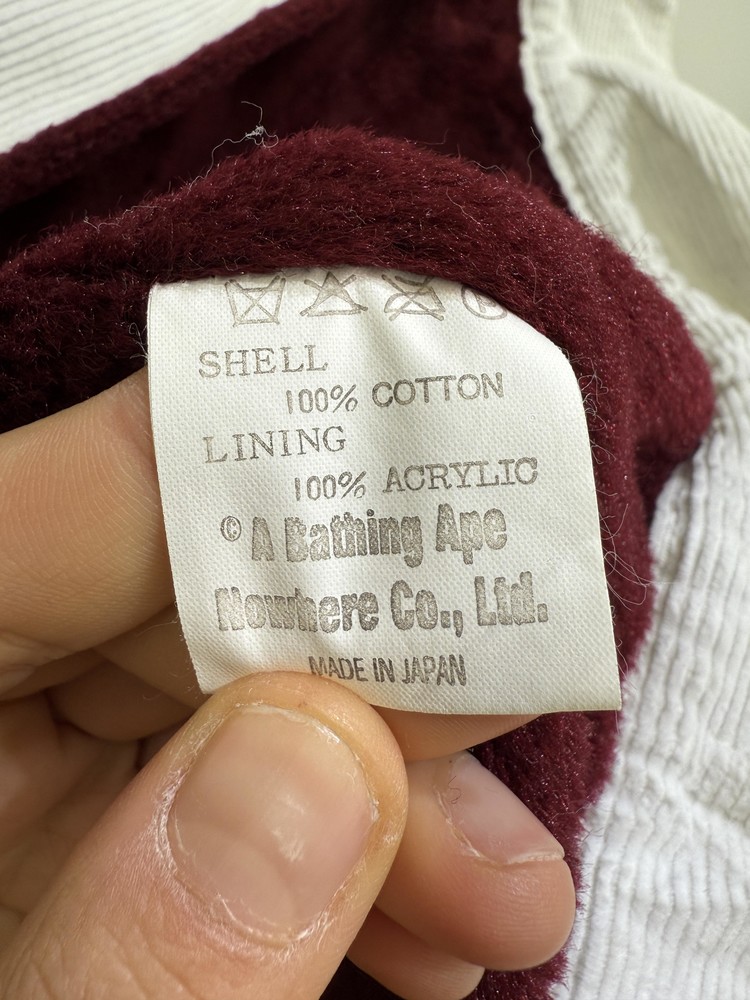 SHELL
100% COTTON
LINING
100% ACRYLIC
© A Bathing Ape
Nowhere Co., Ltd.
MADE IN JAPAN